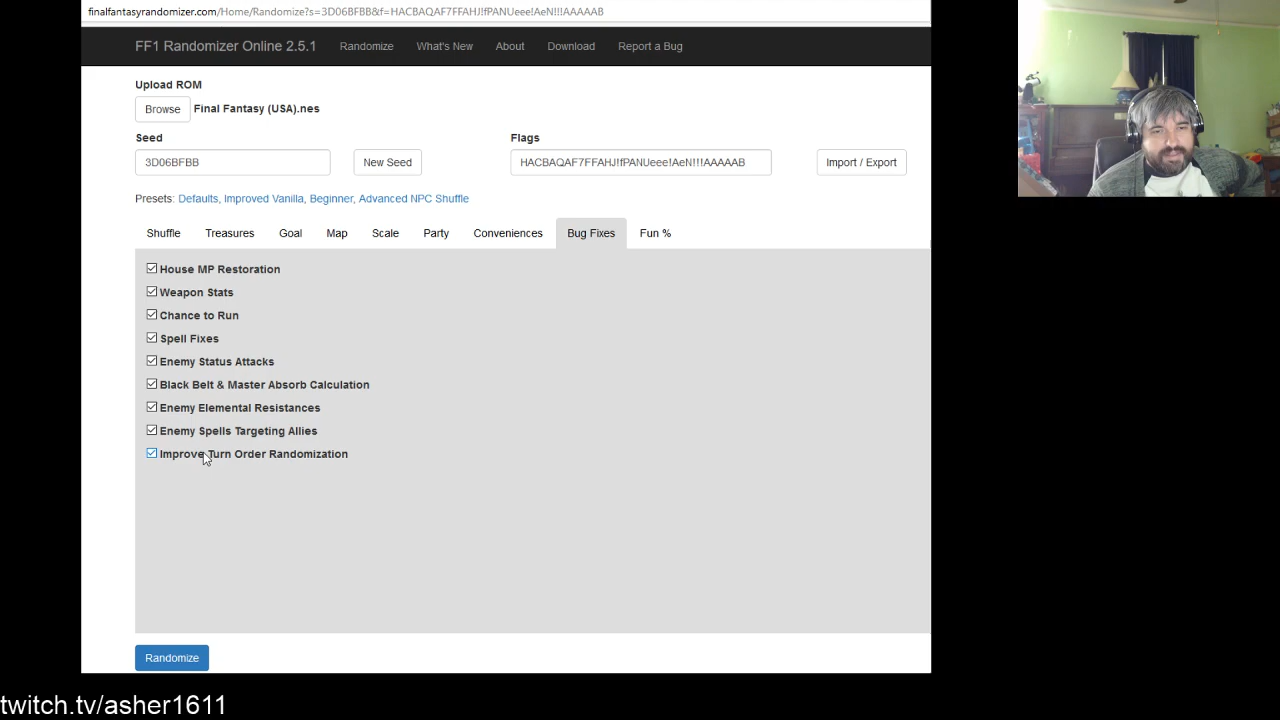 finalfantasyrandomizer.com/Home/Randomize?s=3D06BFBB&f=HACBAQAF7FFAHJ!fPANUeee!AeN!!!AAAAAB
FF1 Randomizer Online 2.5.1 Randomize What's New About Download Report a Bug
Upload ROM
Browse Final Fantasy (USA).nes
Seed Flags
3D06BFBB New Seed HACBAQAF7FFAHJ!fPANUeee!AeN!!!AAAAAB Import / Export
Presets: Defaults, Improved Vanilla, Beginner, Advanced NPC Shuffle
Shuffle Treasures Goal Map Scale Party Conveniences Bug Fixes Fun %
House MP Restoration
Weapon Stats
Chance to Run
Spell Fixes
Enemy Status Attacks
Black Belt & Master Absorb Calculation
Enemy Elemental Resistances
Enemy Spells Targeting Allies
Improve Turn Order Randomization
Randomize
twitch.tv/asher1611